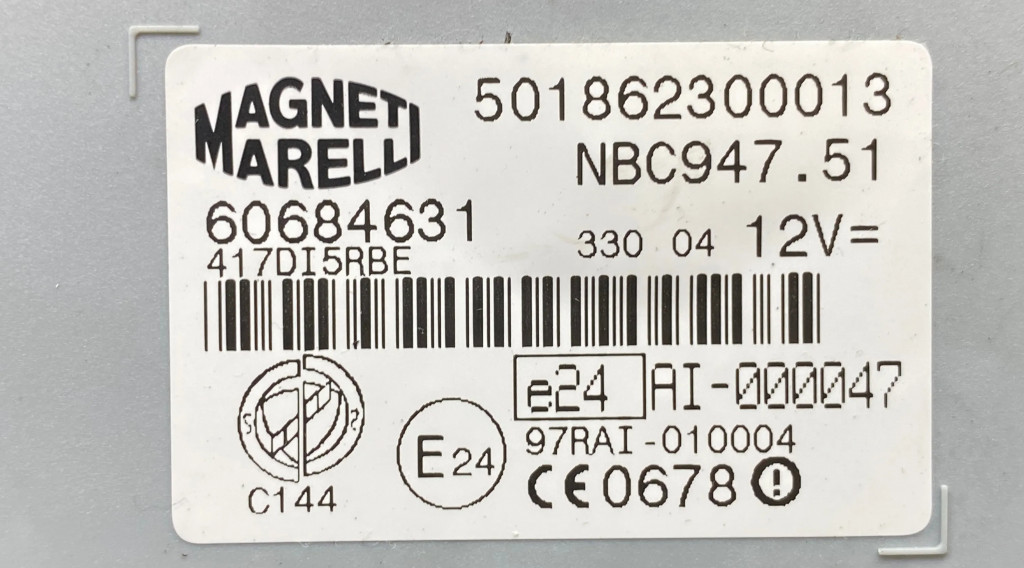 MAGNETI
MARELLI
501862300013
NBC947.51
60684631
330 04 12V=
417DI5RBE
e24 AI-000047
97RAI-010004
E24
CE0678
C144